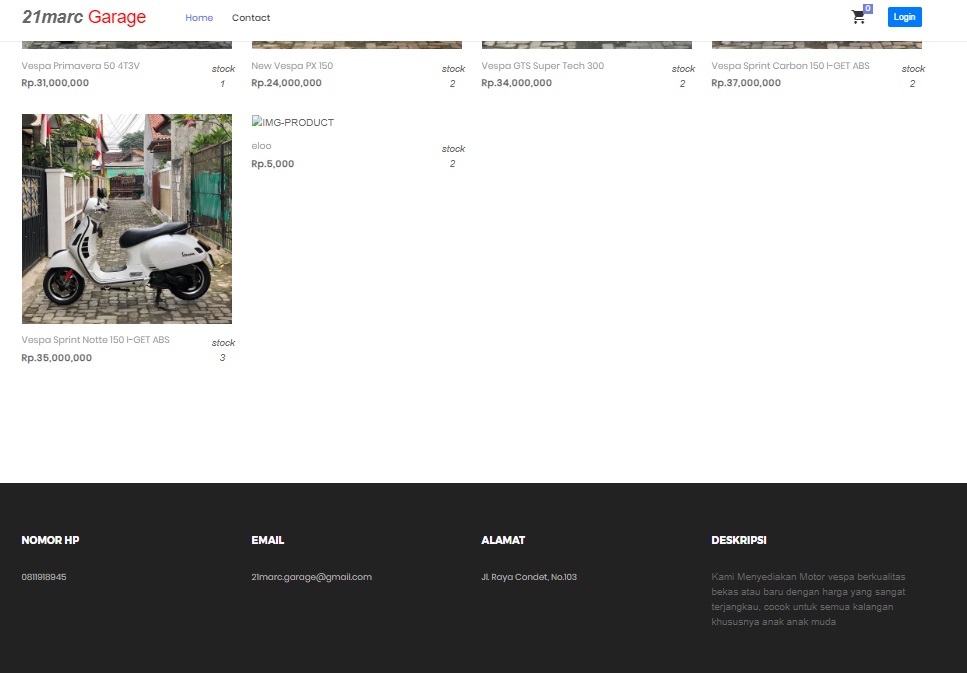 21marc Garage
Home
Contact
0
Login
Vespa Primavera 50 4T3V
Rp.31,000,000
stock
1
New Vespa PX 150
Rp.24,000,000
stock
2
Vespa GTS Super Tech 300
Rp.34,000,000
stock
2
Vespa Sprint Carbon 150 I-GET ABS
Rp.37,000,000
stock
2
Vespa Sprint Notte 150 I-GET ABS
Rp.35,000,000
stock
3
IMG-PRODUCT
eloo
Rp.5,000
stock
2
NOMOR HP
0811918945
EMAIL
21marc.garage@gmail.com
ALAMAT
Jl. Raya Condet, No.103
DESKRIPSI
Kami Menyediakan Motor vespa berkualitas
bekas atau baru dengan harga yang sangat
terjangkau, cocok untuk semua kalangan
khususnya anak anak muda